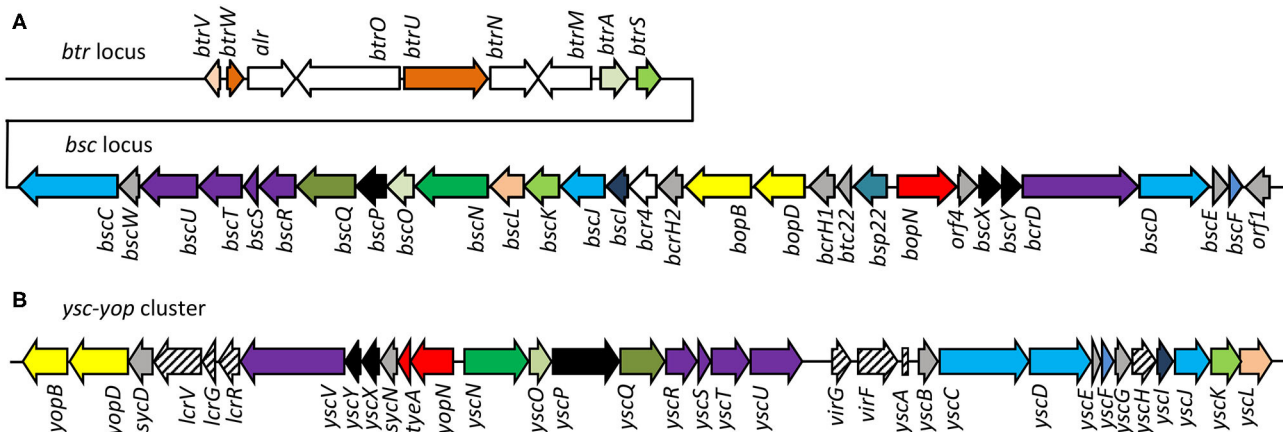 A
btr locus
btrV btrW alr btrO btrU btrN btrM btrA btrS
bsc locus
bscC bscW bscU bscT bscS bscR bscQ bscP bscO bscN bscL bscK bscJ bscI bcr4 bcrH2 bopB bopD bcrH1 btc22 bsp22 bopN orf4 bscX bscY bcrD bscD bscE bscF orf1
B
ysc-yop cluster
yopB yopD sycD lcrV lcrG lcrR yscV yscY yscX sycN tyeA yopN yscN yscO yscP yscQ yscR yscS yscT yscU virG virF yscA yscB yscC yscD yscE yscF yscG yscH yscI yscJ yscK yscL